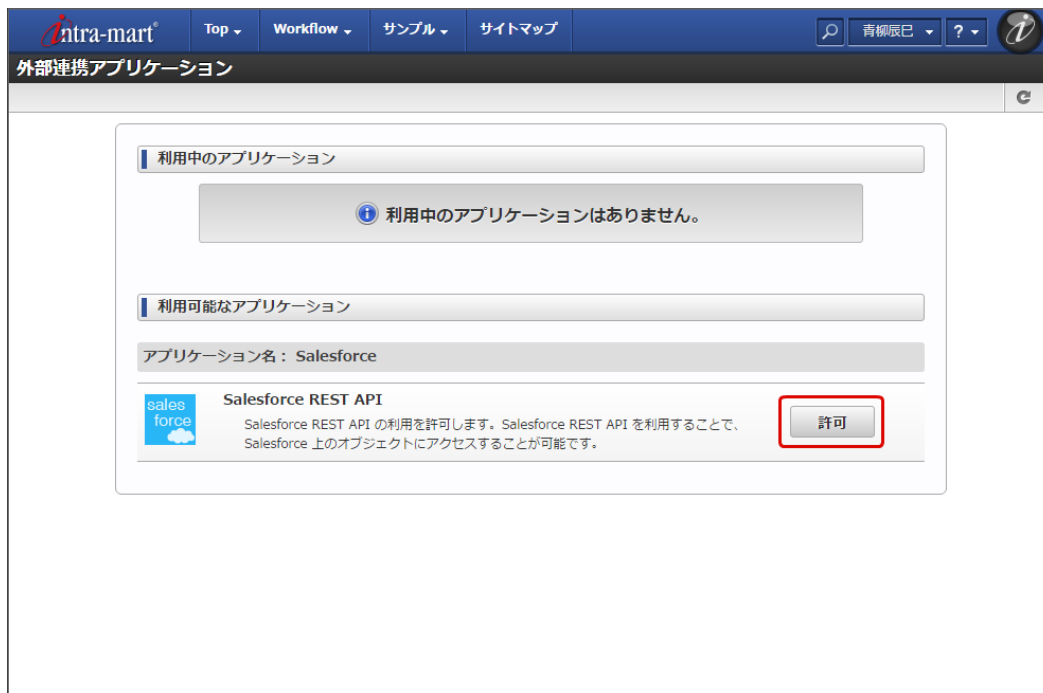 intra-mart
Top Workflow サンプル サイトマップ 青柳辰巳 ?
外部連携アプリケーション
利用中のアプリケーション
利用中のアプリケーションはありません。
利用可能なアプリケーション
アプリケーション名： Salesforce
sales
force
Salesforce REST API
Salesforce REST API の利用を許可します。Salesforce REST API を利用することで、
Salesforce 上のオブジェクトにアクセスすることが可能です。
許可